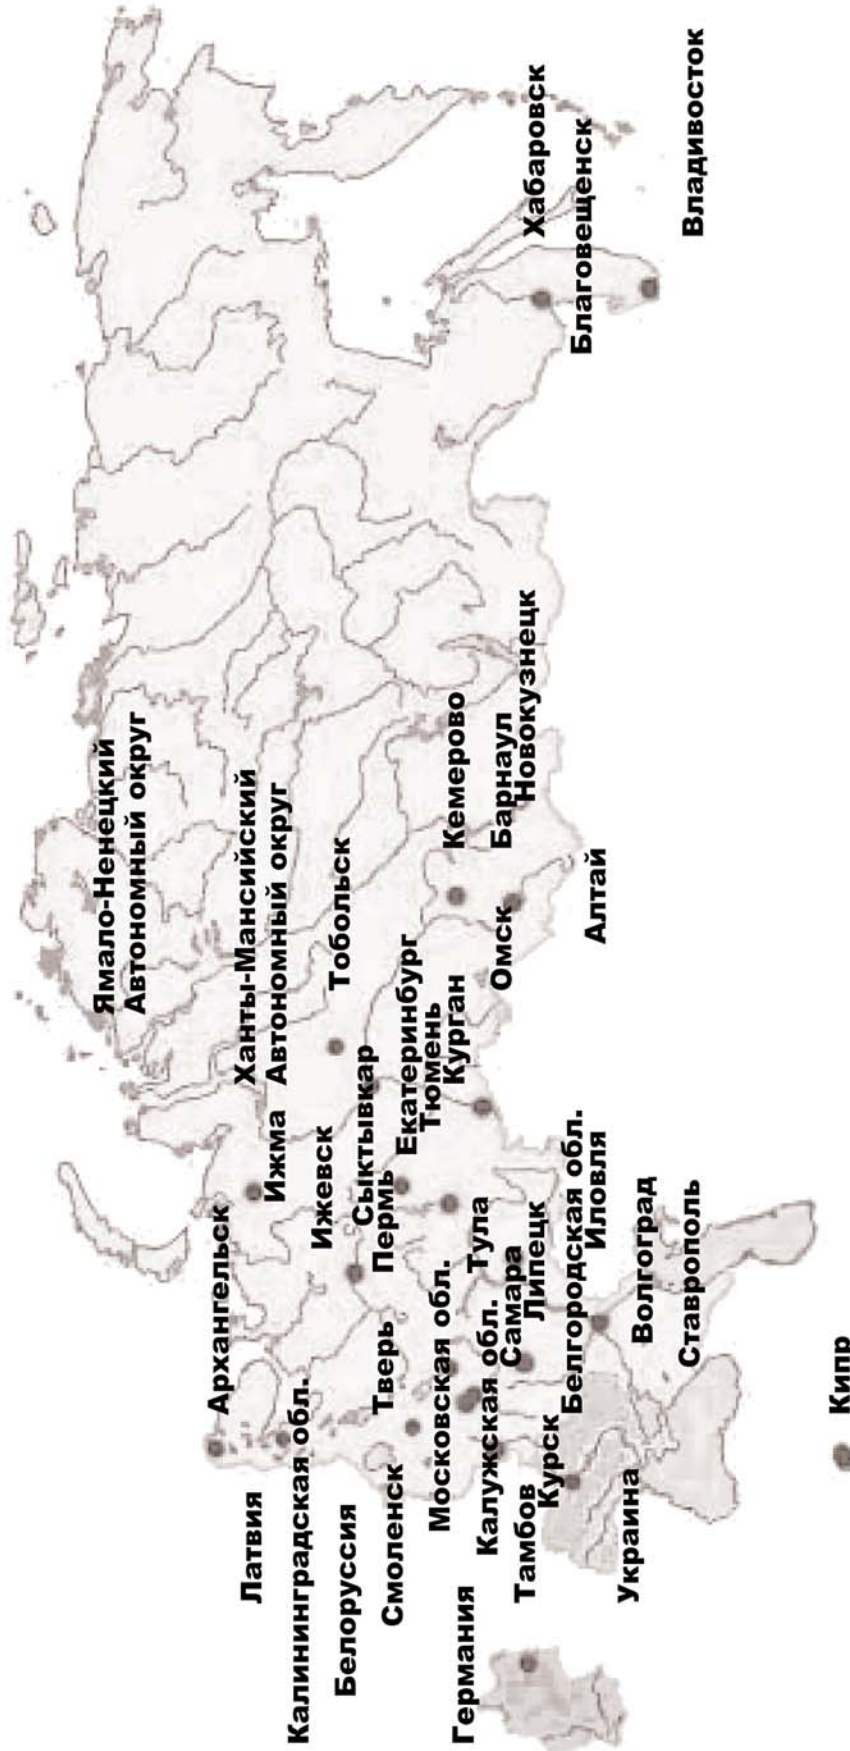 Ямало-Ненецкий
Автономный округ
Ханты-Мансийский
Автономный округ
Тобольск
Архангельск
Ижма
Ижевск
Сыктывкар
Пермь
Екатеринбург
Тюмень
Курган
Кемерово
Барнаул
Новокузнецк
Омск
Алтай
Хабаровск
Благовещенск
Владивосток
Латвия
Калининградская обл.
Белоруссия
Смоленск
Тверь
Московская обл.
Тула
Калужская обл.
Самара
Липецк
Тамбов
Курск
Белгородская обл.
Иловля
Волгоград
Ставрополь
Германия
Украина
Кипр